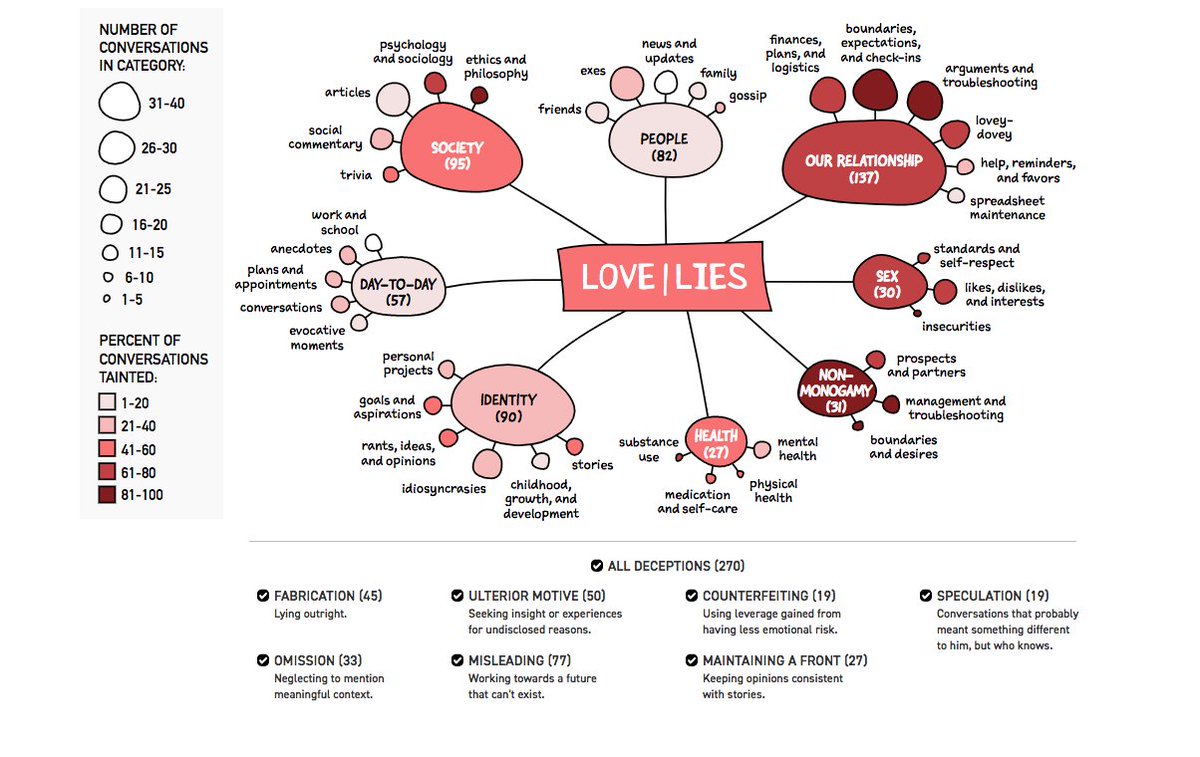 NUMBER OF
CONVERSATIONS
IN CATEGORY:
31-40
26-30
21-25
16-20
11-15
6-10
1-5
PERCENT OF
CONVERSATIONS
TAINTED:
1-20
21-40
41-60
61-80
81-100
LOVE|LIES
SOCIETY
(95)
trivia
social
commentary
articles
psychology
and sociology
ethics and
philosophy
PEOPLE
(82)
friends
exes
news and
updates
family
gossip
OUR RELATIONSHIP
(137)
finances,
plans, and
logistics
boundaries,
expectations,
and check-ins
arguments and
troubleshooting
lovey-
dovey
help, reminders,
and favors
spreadsheet
maintenance
DAY-TO-DAY
(57)
work and
school
anecdotes
plans and
appointments
conversations
evocative
moments
SEX
(30)
standards and
self-respect
likes, dislikes,
and interests
insecurities
IDENTITY
(90)
personal
projects
goals and
aspirations
rants, ideas,
and opinions
idiosyncrasies
childhood,
growth, and
development
stories
HEALTH
(27)
substance
use
medication
and self-care
physical
health
mental
health
NON-
MONOGAMY
(31)
prospects
and partners
management and
troubleshooting
boundaries
and desires
ALL DECEPTIONS (270)
FABRICATION (45)
Lying outright.
ULTERIOR MOTIVE (50)
Seeking insight or experiences
for undisclosed reasons.
COUNTERFEITING (19)
Using leverage gained from
having less emotional risk.
SPECULATION (19)
Conversations that probably
meant something different
to him, but who knows.
OMISSION (33)
Neglecting to mention
meaningful context.
MISLEADING (77)
Working towards a future
that can't exist.
MAINTAINING A FRONT (27)
Keeping opinions consistent
with stories.